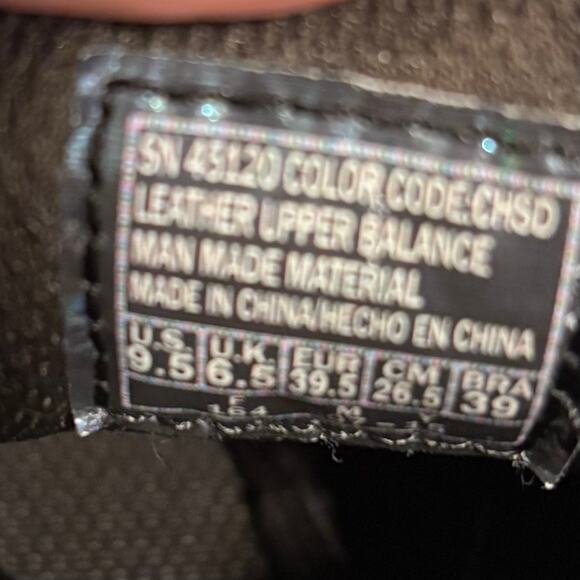 SN 43120 COLOR CODE:CHSD
LEATHER UPPER BALANCE
MAN MADE MATERIAL
MADE IN CHINA/HECHO EN CHINA
U.S. U.K. EUR CM BRA
9.5 6.5 39.5 26.5 39